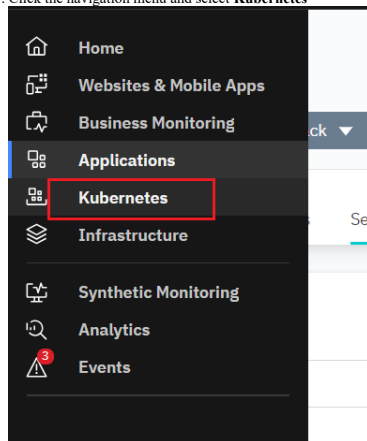 . Click the navigation menu and select Kubernetes
Home
Websites & Mobile Apps
Business Monitoring
ck
Applications
Kubernetes
s Se
Infrastructure
Synthetic Monitoring
Analytics
3
Events